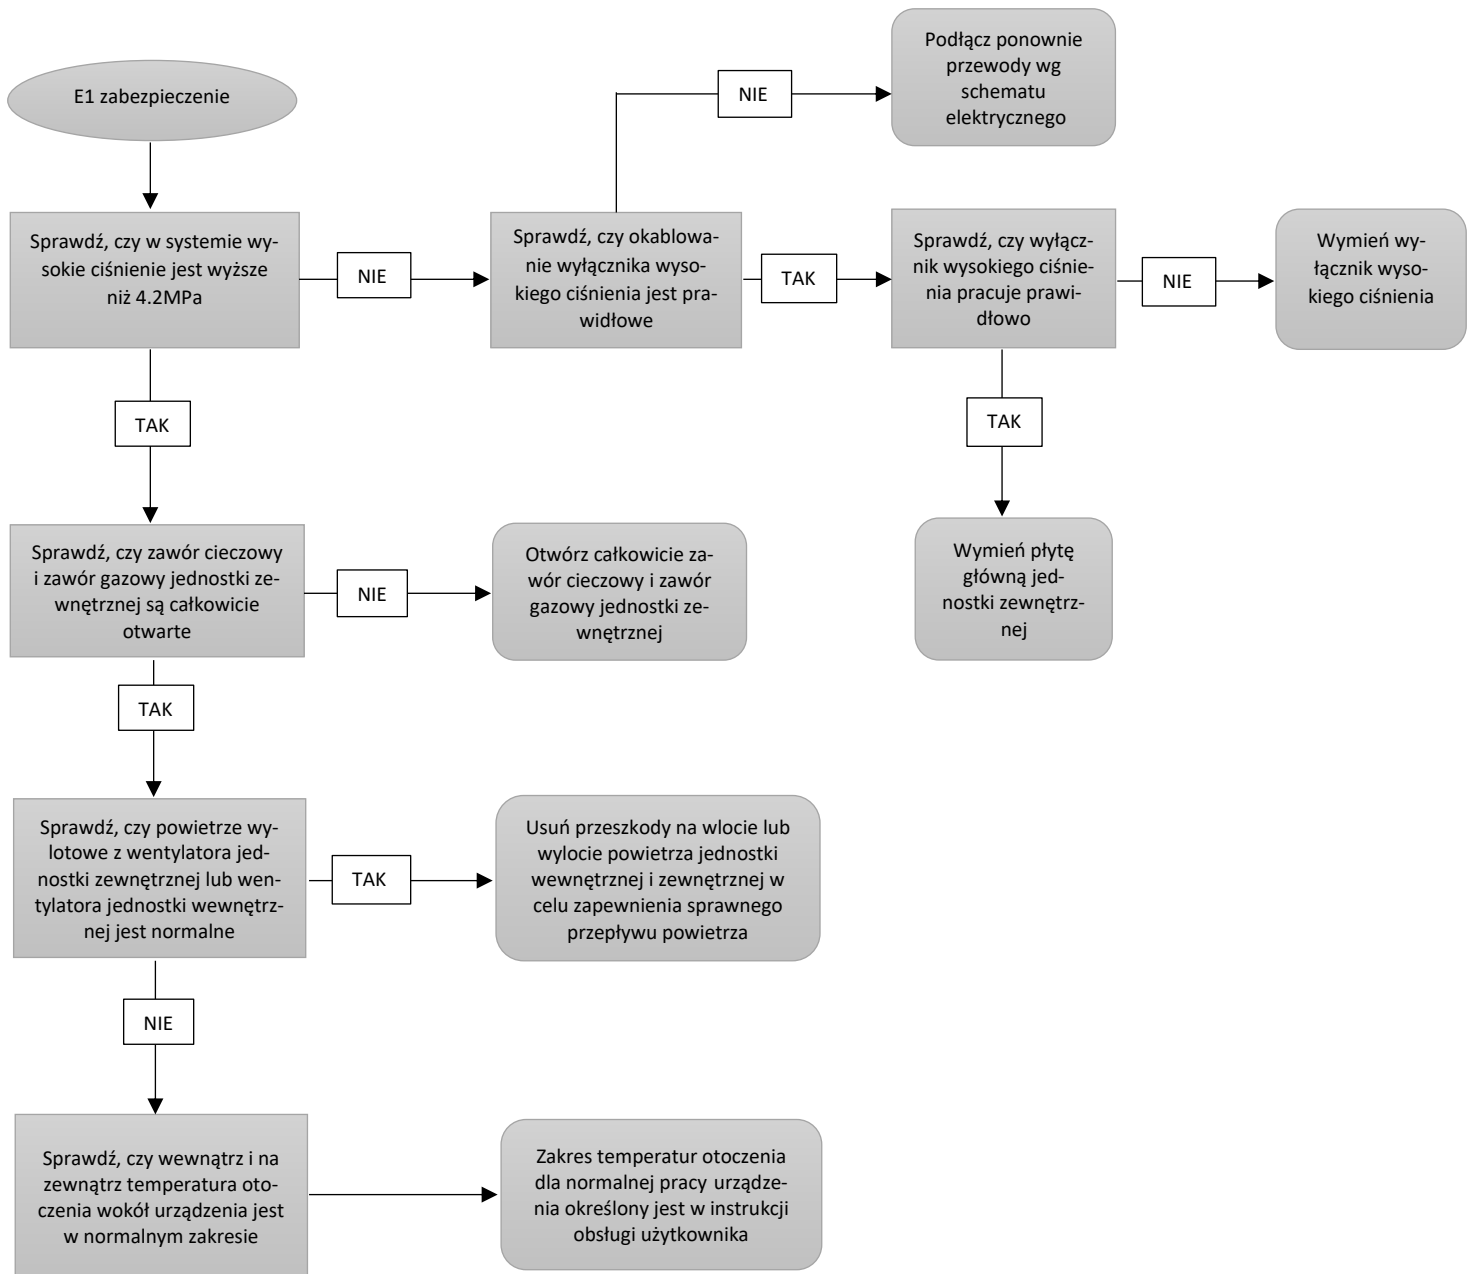 E1 zabezpieczenie
NIE
Podłącz ponownie
przewody wg
schematu
elektrycznego
Sprawdź, czy w systemie wy-
sokie ciśnienie jest wyższe
niż 4.2MPa
NIE
Sprawdź, czy okablowa-
nie wyłącznika wyso-
kiego ciśnienia jest pra-
widłowe
TAK
Sprawdź, czy wyłącz-
nik wysokiego ciśnie-
nia pracuje prawi-
dłowo
NIE
Wymień wy-
łącznik wyso-
kiego ciśnienia
TAK
TAK
Sprawdź, czy zawór cieczowy
i zawór gazowy jednostki ze-
wnętrznej są całkowicie
otwarte
NIE
Otwórz całkowicie za-
wór cieczowy i zawór
gazowy jednostki ze-
wnętrznej
Wymień płytę
główną jed-
nostki zewnętrz-
nej
TAK
Sprawdź, czy powietrze wy-
lotowe z wentylatora jed-
nostki zewnętrznej lub wen-
tylatora jednostki wewnętrz-
nej jest normalne
TAK
Usuń przeszkody na wlocie lub
wylocie powietrza jednostki
wewnętrznej i zewnętrznej w
celu zapewnienia sprawnego
przepływu powietrza
NIE
Sprawdź, czy wewnątrz i na
zewnątrz temperatura oto-
czenia wokół urządzenia jest
w normalnym zakresie
Zakres temperatur otoczenia
dla normalnej pracy urządze-
nia określony jest w instrukcji
obsługi użytkownika